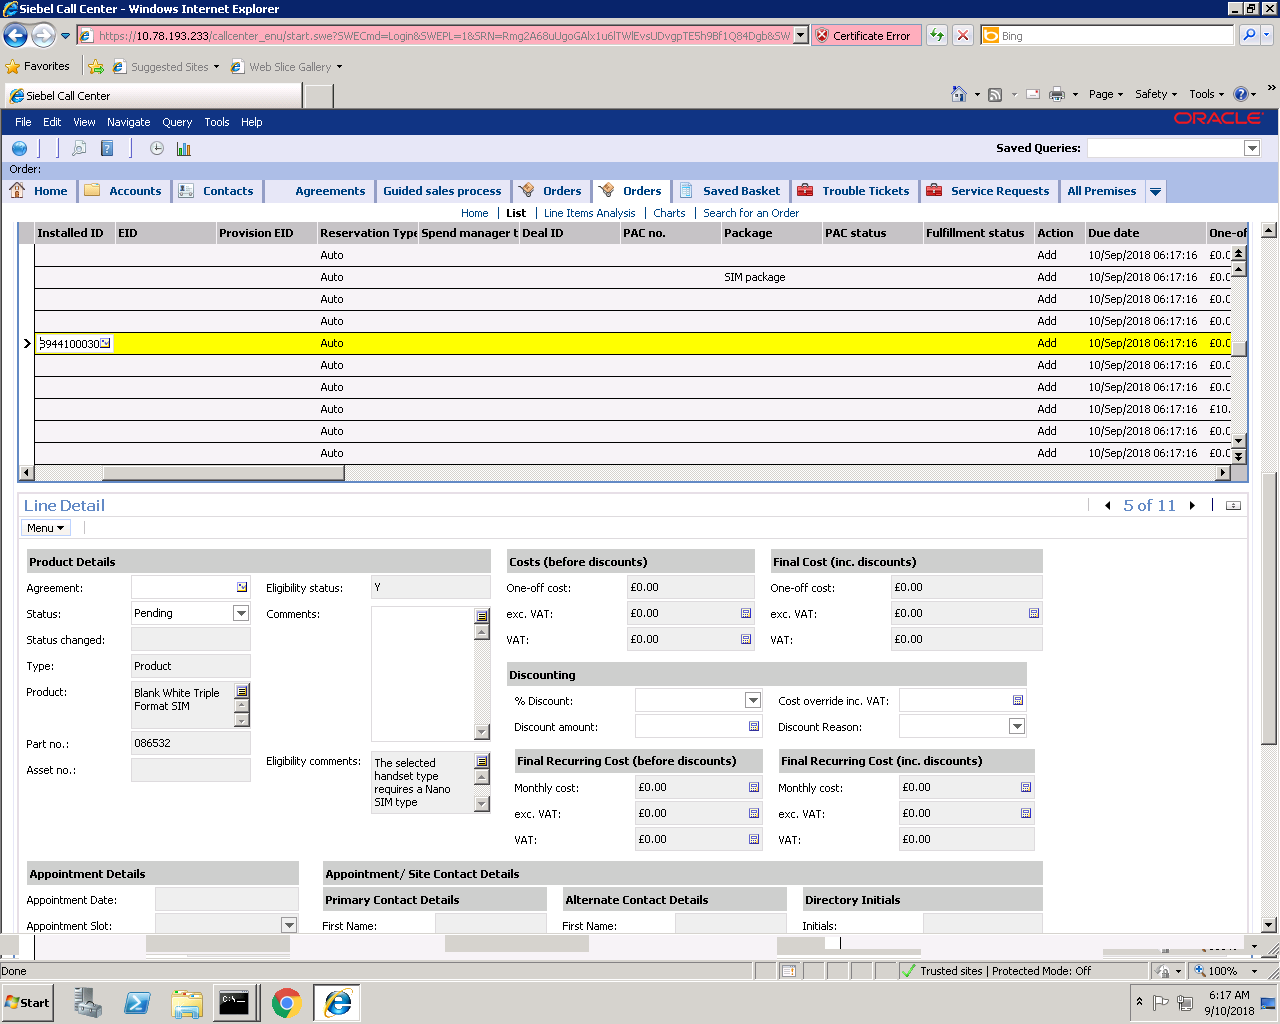 Siebel Call Center - Windows Internet Explorer
https://10.78.193.233/callcenter_enu/start.swe?SWECmd=Login&SWEPL=1&SRN=Rmg2A68uUgoGAlx1u6lTWlEvsUDvgpTE5h9Bf1Q84Dgb&SW
Certificate Error
Bing
Favorites Suggested Sites Web Slice Gallery
Siebel Call Center
Page Safety Tools
File Edit View Navigate Query Tools Help
ORACLE
Saved Queries:
Order:
Home Accounts Contacts Agreements Guided sales process Orders Orders Saved Basket Trouble Tickets Service Requests All Premises
Home List Line Items Analysis Charts Search for an Order
Installed ID EID Provision EID Reservation Type Spend manager t Deal ID PAC no. Package PAC status Fulfillment status Action Due date One-of
Auto Add 10/Sep/2018 06:17:16 £0.0
Auto SIM package Add 10/Sep/2018 06:17:16 £0.0
Auto Add 10/Sep/2018 06:17:16 £0.0
Auto Add 10/Sep/2018 06:17:16 £0.0
8944100030 Auto Add 10/Sep/2018 06:17:16 £0.0
Auto Add 10/Sep/2018 06:17:16 £0.0
Auto Add 10/Sep/2018 06:17:16 £0.0
Auto Add 10/Sep/2018 06:17:16 £10.
Auto Add 10/Sep/2018 06:17:16 £0.0
Auto Add 10/Sep/2018 06:17:16 £0.0
Line Detail
5 of 11
Menu
Product Details
Agreement:
Status: Pending
Status changed:
Type: Product
Product: Blank White Triple
Format SIM
Part no.: 086532
Asset no.:
Eligibility status: Y
Comments:
Eligibility comments: The selected
handset type
requires a Nano
SIM type
Costs (before discounts)
One-off cost: £0.00
exc. VAT: £0.00
VAT: £0.00
Final Cost (inc. discounts)
One-off cost: £0.00
exc. VAT: £0.00
VAT: £0.00
Discounting
% Discount:
Discount amount:
Cost override inc. VAT:
Discount Reason:
Final Recurring Cost (before discounts)
Monthly cost: £0.00
exc. VAT: £0.00
VAT: £0.00
Final Recurring Cost (inc. discounts)
Monthly cost: £0.00
exc. VAT: £0.00
VAT: £0.00
Appointment Details
Appointment Date:
Appointment Slot:
Appointment/ Site Contact Details
Primary Contact Details
First Name:
Alternate Contact Details
First Name:
Directory Initials
Initials:
Done
Trusted sites | Protected Mode: Off
100%
Start
6:17 AM
9/10/2018